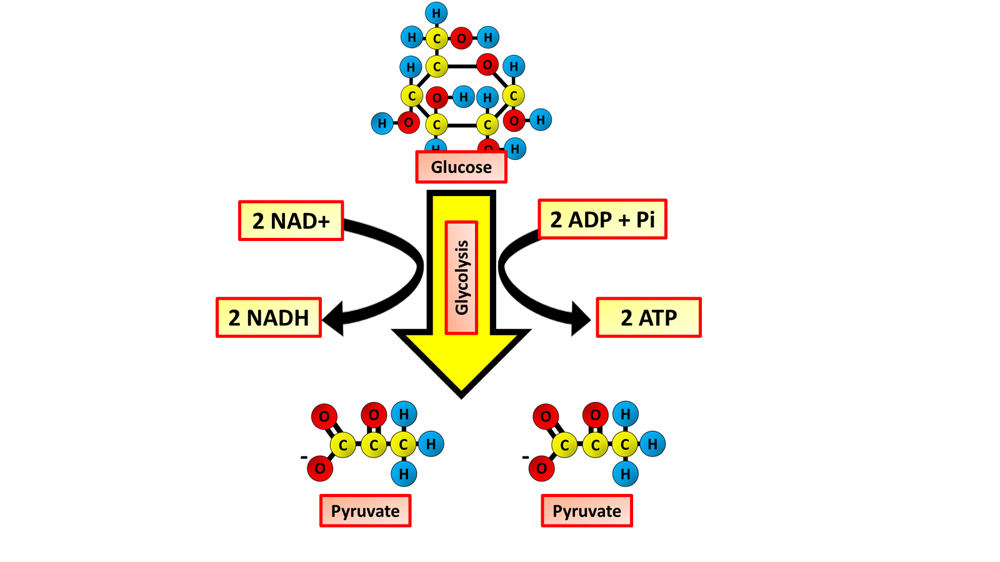 H
H C O H
H C O H
C O H H C
H O C C O H
H O H
Glucose
2 NAD+
2 ADP + Pi
Glycolysis
2 NADH
2 ATP
O O H
C C C H
- O H
O O H
C C C H
- O H
Pyruvate
Pyruvate